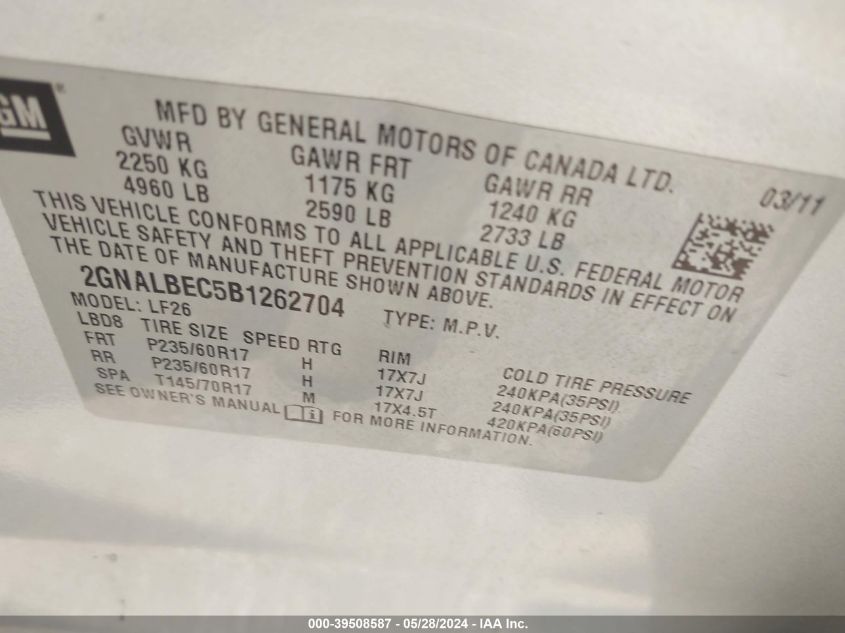 GM
MFD BY GENERAL MOTORS OF CANADA LTD.
03/11
GVWR GAWR FRT GAWR RR
2250 KG 1175 KG 1240 KG
4960 LB 2590 LB 2733 LB
THIS VEHICLE CONFORMS TO ALL APPLICABLE U.S. FEDERAL MOTOR
VEHICLE SAFETY AND THEFT PREVENTION STANDARDS IN EFFECT ON
THE DATE OF MANUFACTURE SHOWN ABOVE.
2GNALBEC5B1262704 TYPE: M.P.V.
MODEL: LF26
LBD8 TIRE SIZE SPEED RTG RIM COLD TIRE PRESSURE
FRT P235/60R17 H 17X7J 240KPA(35PSI)
RR P235/60R17 H 17X7J 240KPA(35PSI)
SPA T145/70R17 M 17X4.5T 420KPA(60PSI)
SEE OWNER'S MANUAL i FOR MORE INFORMATION.
000-39508587 - 05/28/2024 - IAA Inc.